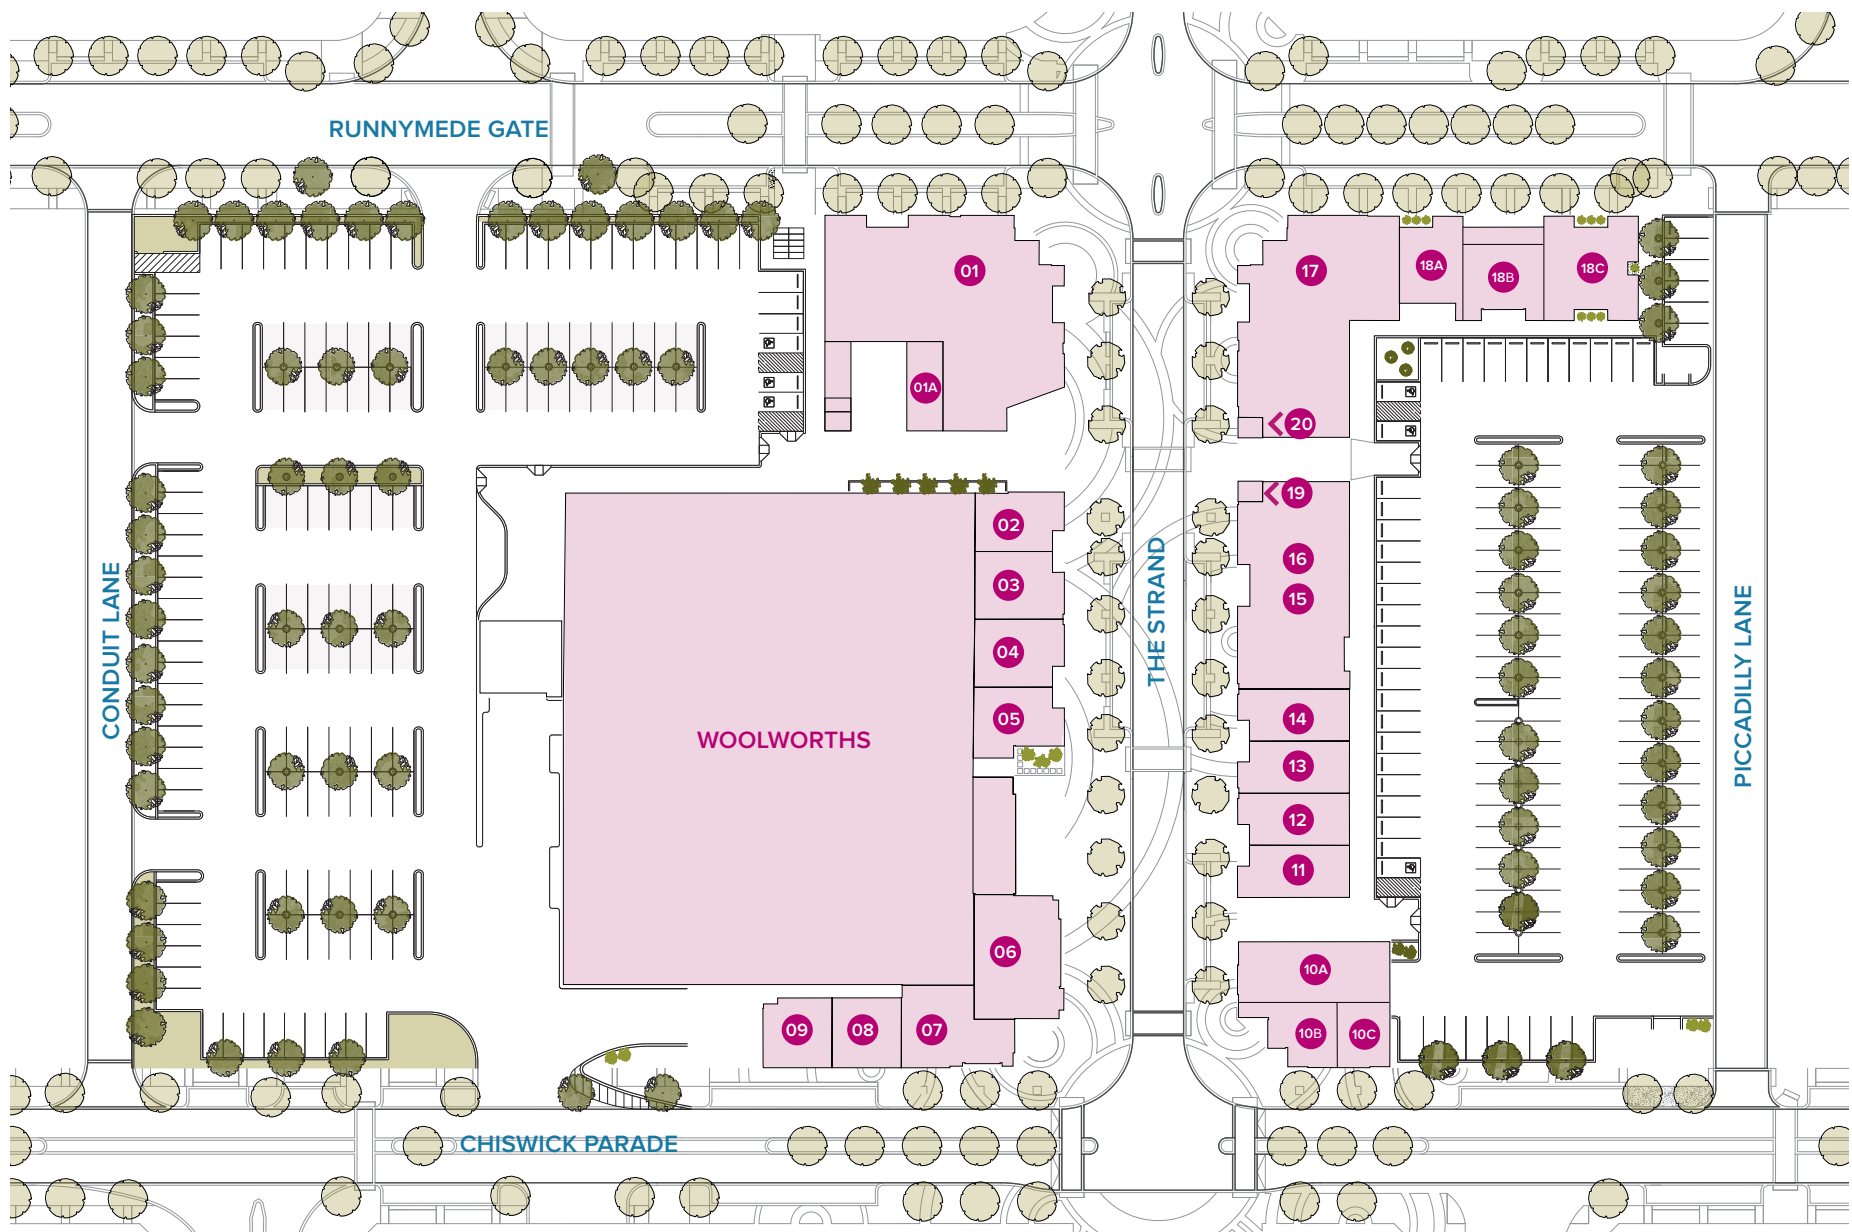 RUNNYMEDE GATE
01
17
18A
18B
18C
01A
20
19
02
16
03
15
04
05
14
WOOLWORTHS
13
12
11
CONDUIT LANE
THE STRAND
PICCADILLY LANE
06
10A
09
08
07
10B
10C
CHISWICK PARADE